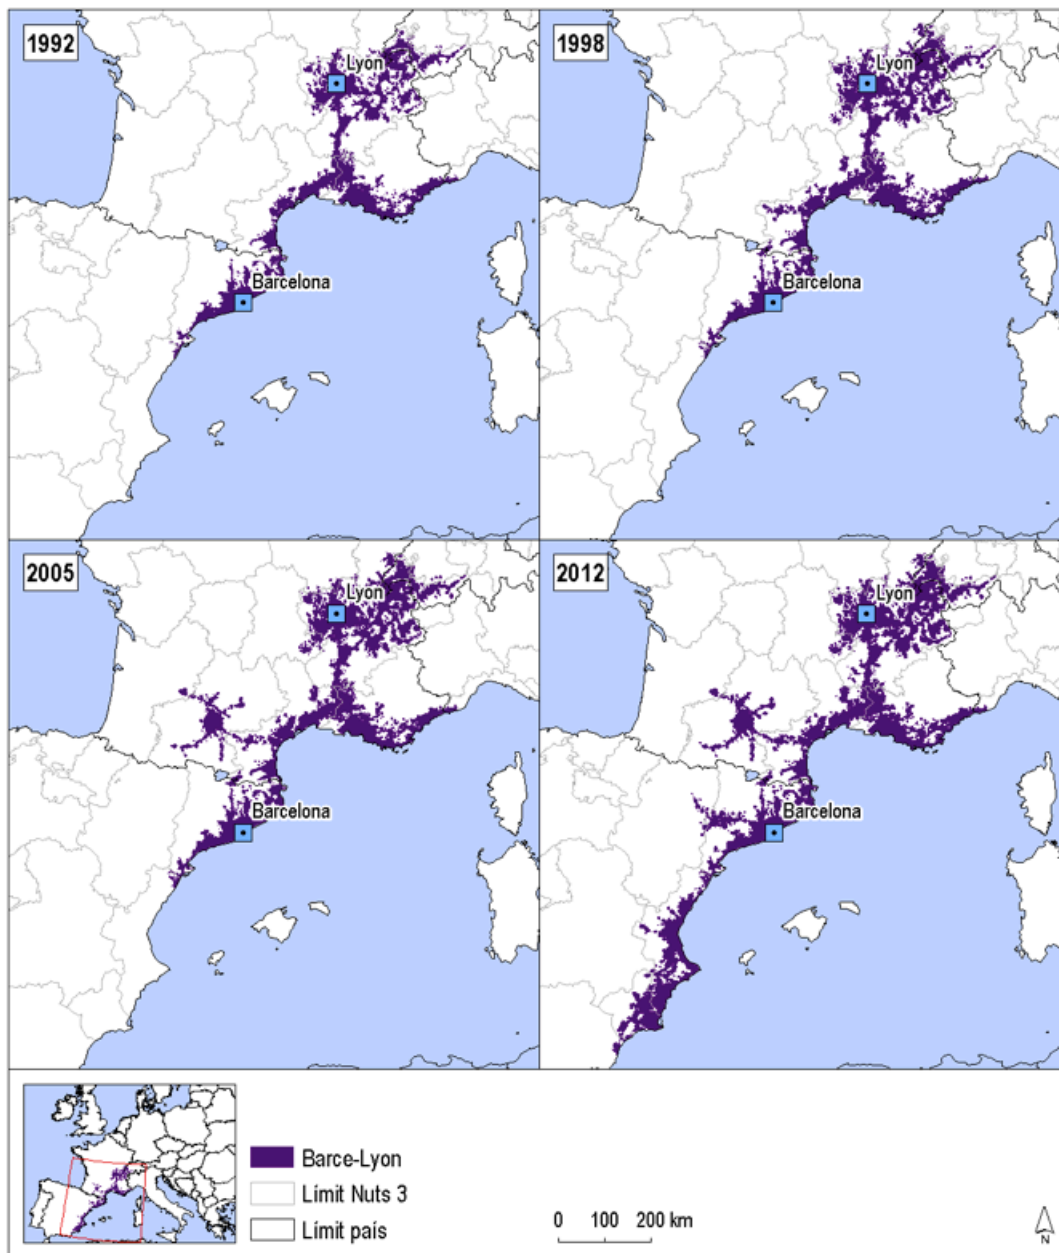 1992
Lyon
Barcelona
1998
Lyon
Barcelona
2005
Lyon
Barcelona
2012
Lyon
Barcelona
Barce-Lyon
Límit Nuts 3
Límit país
0 100 200 km
N